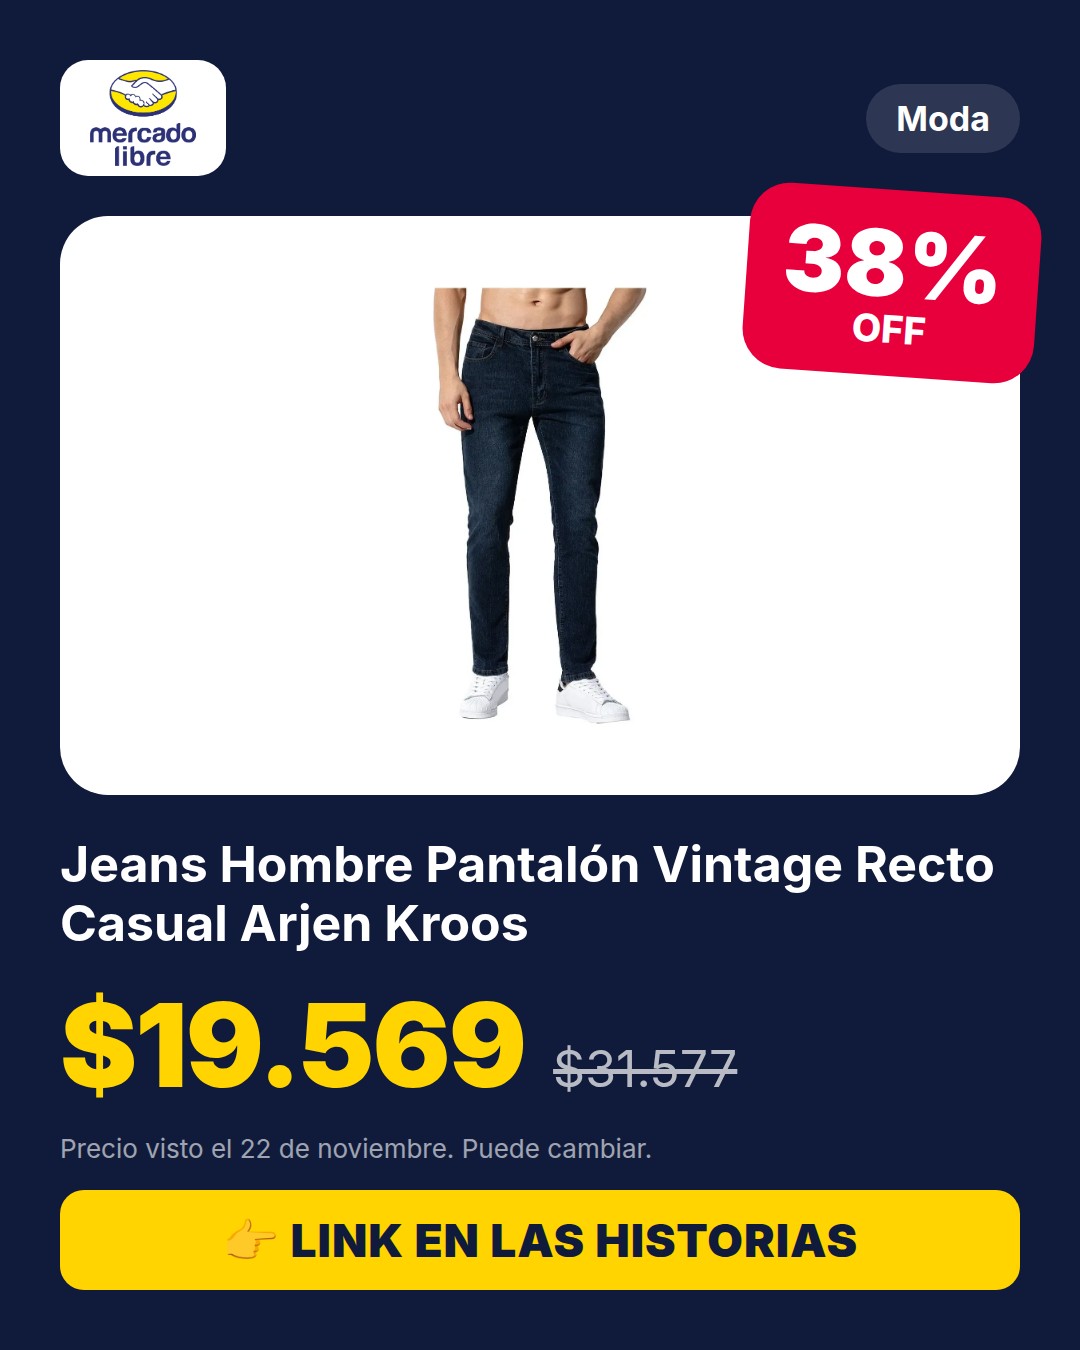 mercado
libre
Moda
38%
OFF
Jeans Hombre Pantalón Vintage Recto
Casual Arjen Kroos
$19.569 $31.577
Precio visto el 22 de noviembre. Puede cambiar.
👉 LINK EN LAS HISTORIAS